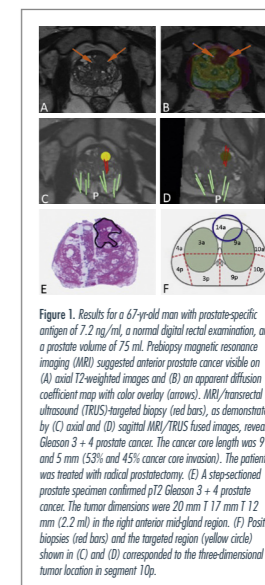 A
B
C
P
D
P
E
F
14a
3a
9a
4a
10a
4p
10p
3p
9p
Figure 1. Results for a 67-yr-old man with prostate-specific
antigen of 7.2 ng/ml, a normal digital rectal examination, a
a prostate volume of 75 ml. Prebiopsy magnetic resonance
imaging (MRI) suggested anterior prostate cancer visible on
(A) axial T2-weighted images and (B) an apparent diffusion
coefficient map with color overlay (arrows). MRI/transrectal
ultrasound (TRUS)-targeted biopsy (red bars), as demonstrate
by (C) axial and (D) sagittal MRI/TRUS fused images, reveal
Gleason 3 + 4 prostate cancer. The cancer core length was 9
and 5 mm (53% and 45% cancer core invasion). The patient
was treated with radical prostatectomy. (E) A step-sectioned
prostate specimen confirmed pT2 Gleason 3 + 4 prostate
cancer. The tumor dimensions were 20 mm T 17 mm T 12
mm (2.2 ml) in the right anterior mid-gland region. (F) Positi
biopsies (red bars) and the targeted region (yellow circle)
shown in (C) and (D) corresponded to the three-dimensional
tumor location in segment 10p.